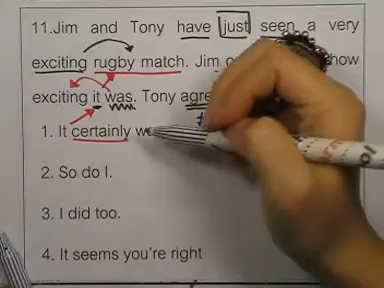 11.Jim and Tony have just seen a very
exciting rugby match. Jim
exciting it was. Tony
1. It certainly
2. So do I.
3. I did too.
4. It seems you're right